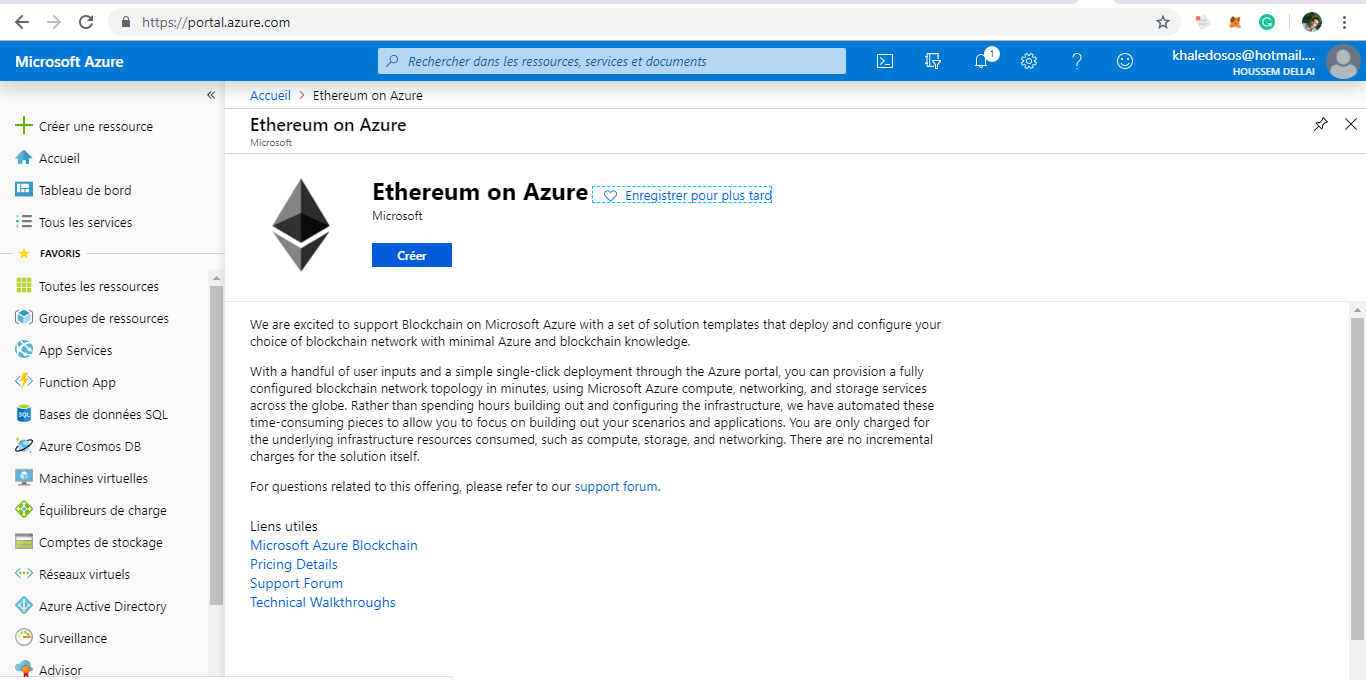 https://portal.azure.com
Microsoft Azure
Rechercher dans les ressources, services et documents
1
khaledosos@hotmail....
HOUSSEM DELLAI
«
Accueil > Ethereum on Azure
Ethereum on Azure
Microsoft
Créer une ressource
Accueil
Tableau de bord
Tous les services
FAVORIS
Toutes les ressources
Groupes de ressources
App Services
Function App
SQL
Bases de données SQL
Azure Cosmos DB
Machines virtuelles
Équilibreurs de charge
Comptes de stockage
Réseaux virtuels
Azure Active Directory
Surveillance
Advisor
Ethereum on Azure
Enregistrer pour plus tard
Microsoft
Créer
We are excited to support Blockchain on Microsoft Azure with a set of solution templates that deploy and configure your
choice of blockchain network with minimal Azure and blockchain knowledge.
With a handful of user inputs and a simple single-click deployment through the Azure portal, you can provision a fully
configured blockchain network topology in minutes, using Microsoft Azure compute, networking, and storage services
across the globe. Rather than spending hours building out and configuring the infrastructure, we have automated these
time-consuming pieces to allow you to focus on building out your scenarios and applications. You are only charged for
the underlying infrastructure resources consumed, such as compute, storage, and networking. There are no incremental
charges for the solution itself.
For questions related to this offering, please refer to our support forum.
Liens utiles
Microsoft Azure Blockchain
Pricing Details
Support Forum
Technical Walkthroughs